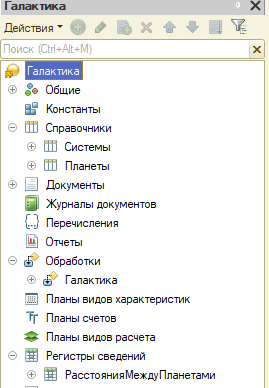 Галактика
Действия
Поиск (Ctrl+Alt+M)
Галактика
Общие
Константы
Справочники
Системы
Планеты
Документы
Журналы документов
Перечисления
Отчеты
Обработки
Галактика
Планы видов характеристик
Планы счетов
Планы видов расчета
Регистры сведений
РасстоянияМеждуПланетами